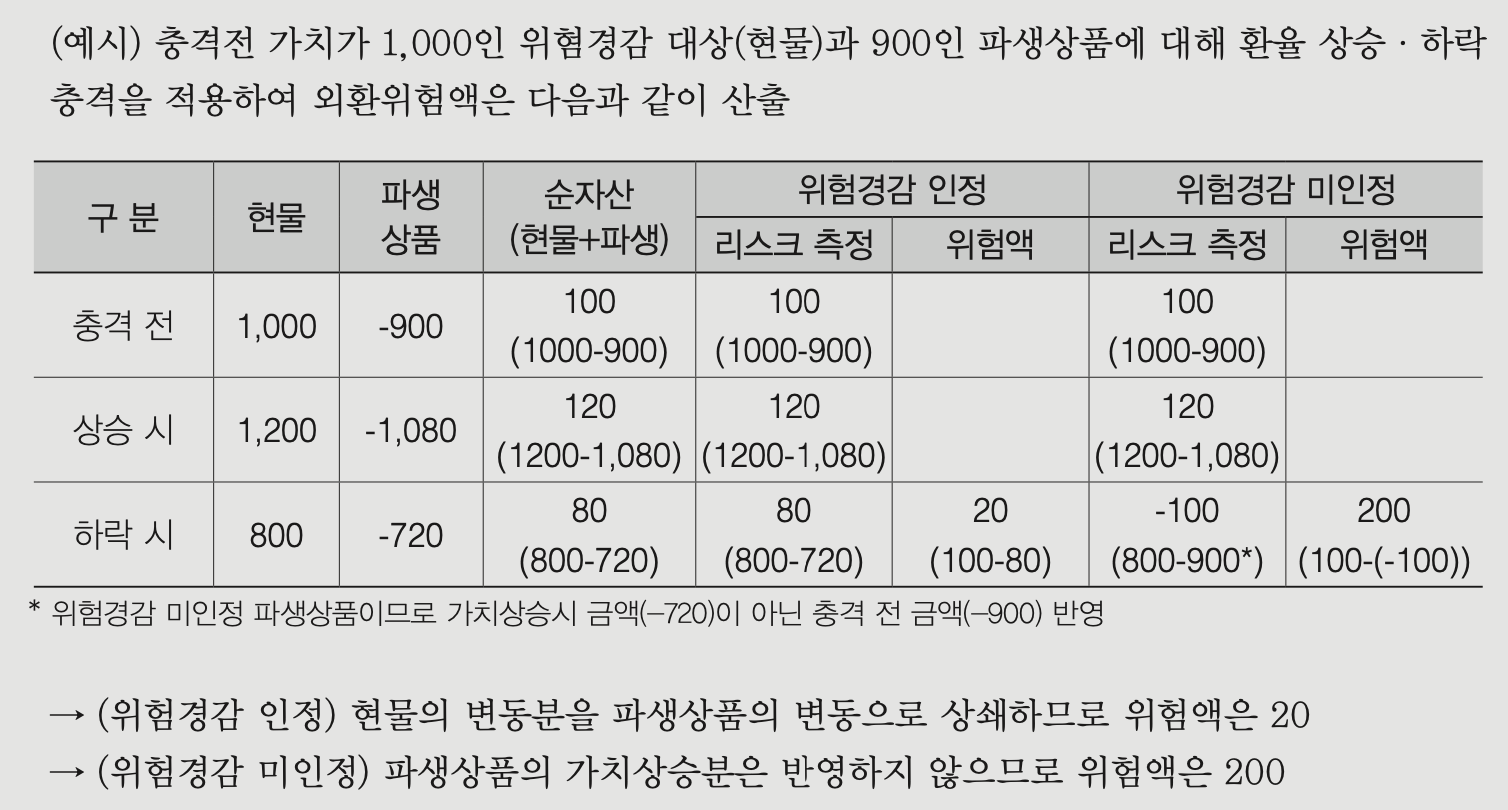 (예시) 충격전 가치가 1,000인 위험경감 대상(현물)과 900인 파생상품에 대해 환율 상승 · 하락
충격을 적용하여 외환위험액은 다음과 같이 산출
구 분 현물 파생 상품 순자산 (현물+파생) 위험경감 인정 위험경감 미인정
리스크 측정 위험액 리스크 측정 위험액
충격 전 1,000 -900 100 (1000-900) 100 (1000-900) 100 (1000-900)
상승 시 1,200 -1,080 120 (1200-1,080) 120 (1200-1,080) 120 (1200-1,080)
하락 시 800 -720 80 (800-720) 80 (800-720) 20 (100-80) -100 (800-900*) 200 (100-(-100))
* 위험경감 미인정 파생상품이므로 가치상승시 금액(-720)이 아닌 충격 전 금액(-900) 반영
→ (위험경감 인정) 현물의 변동분을 파생상품의 변동으로 상쇄하므로 위험액은 20
→ (위험경감 미인정) 파생상품의 가치상승분은 반영하지 않으므로 위험액은 200